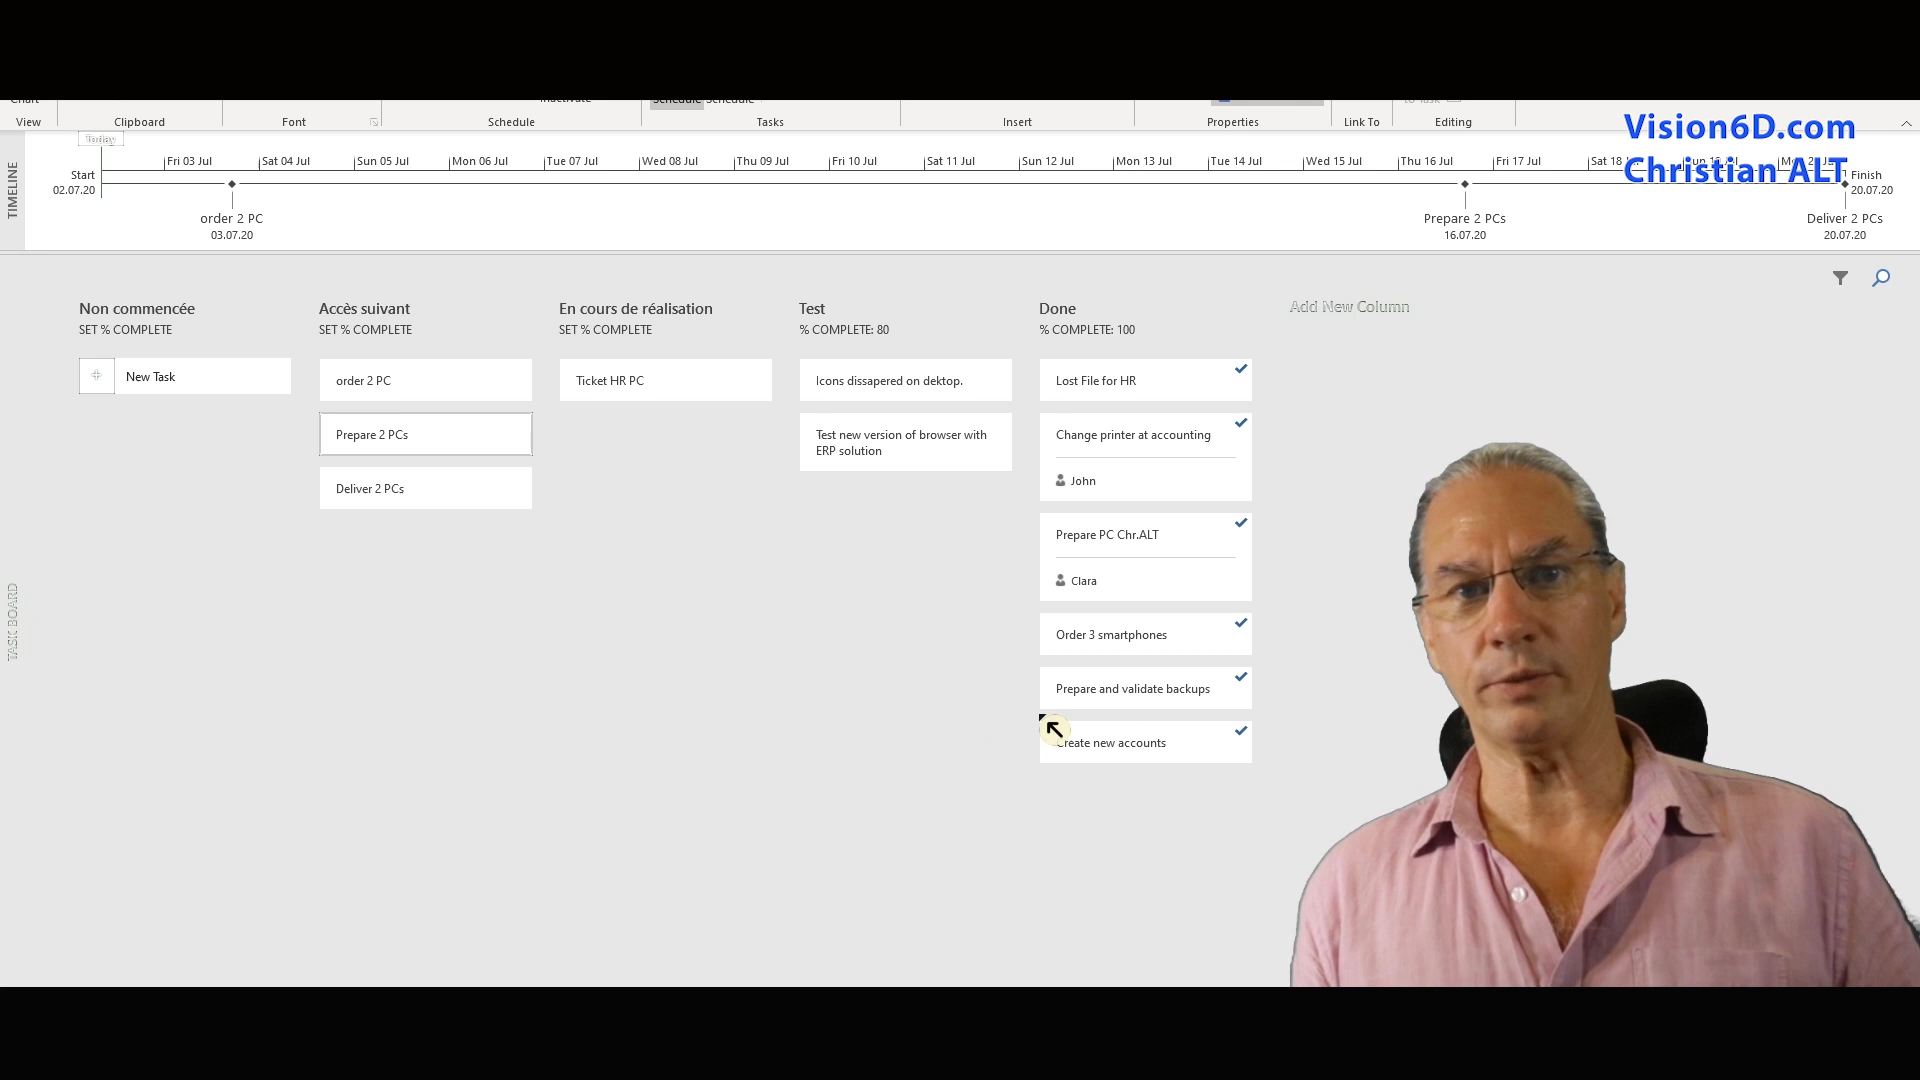 Chart
Inactivate
Schedule Schedule
View
Clipboard
Font
Schedule
Tasks
Insert
Properties
Link To
Editing
Vision6D.com
Christian ALT
Today
TIMELINE
Start
02.07.20
Fri 03 Jul
Sat 04 Jul
Sun 05 Jul
Mon 06 Jul
Tue 07 Jul
Wed 08 Jul
Thu 09 Jul
Fri 10 Jul
Sat 11 Jul
Sun 12 Jul
Mon 13 Jul
Tue 14 Jul
Wed 15 Jul
Thu 16 Jul
Fri 17 Jul
Sat 18
Finish
20.07.20
order 2 PC
03.07.20
Prepare 2 PCs
16.07.20
Deliver 2 PCs
20.07.20
TASK BOARD
Non commencée
SET % COMPLETE
New Task
Accès suivant
SET % COMPLETE
order 2 PC
Prepare 2 PCs
Deliver 2 PCs
En cours de réalisation
SET % COMPLETE
Ticket HR PC
Test
% COMPLETE: 80
Icons dissapered on dektop.
Test new version of browser with
ERP solution
Done
% COMPLETE: 100
Lost File for HR
Change printer at accounting
John
Prepare PC Chr.ALT
Clara
Order 3 smartphones
Prepare and validate backups
Create new accounts
Add New Column